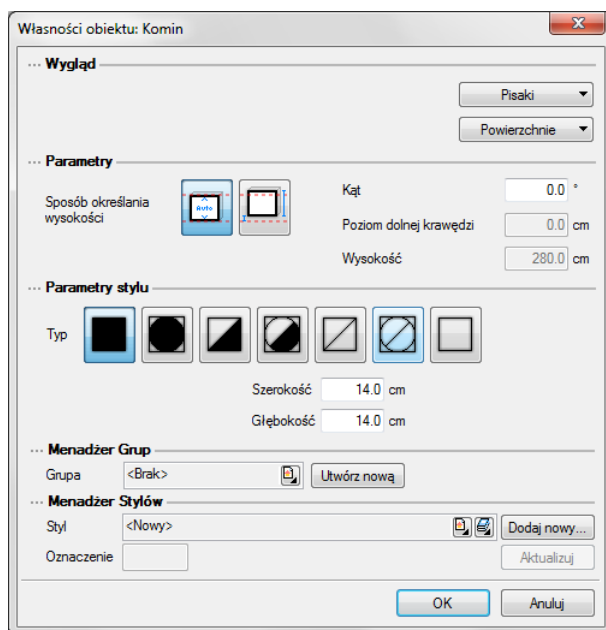 Własności obiektu: Komin
Wygląd
Pisaki
Powierzchnie
Parametry
Sposób określania
wysokości
Auto
Kąt 0.0 °
Poziom dolnej krawędzi 0.0 cm
Wysokość 280.0 cm
Parametry stylu
Typ
Szerokość 14.0 cm
Głębokość 14.0 cm
Menadżer Grup
Grupa <Brak> Utwórz nową
Menadżer Stylów
Styl <Nowy> Dodaj nowy...
Oznaczenie Aktualizuj
OK Anuluj